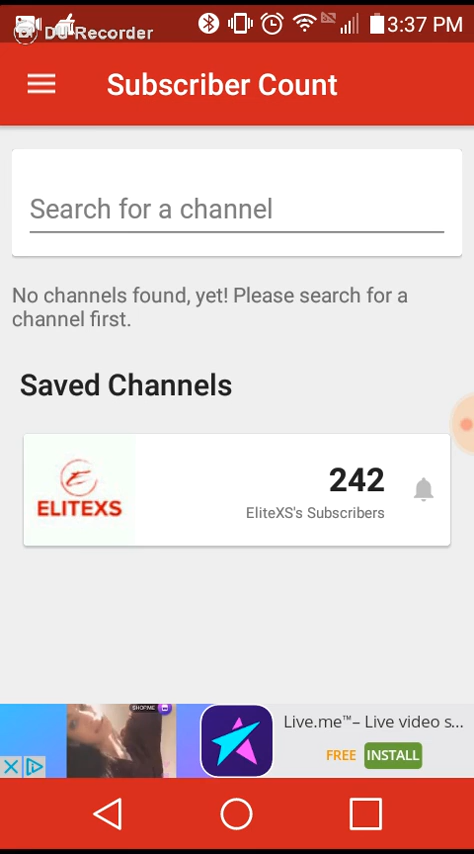 DU Recorder
3:37 PM
Subscriber Count
Search for a channel
No channels found, yet! Please search for a
channel first.
Saved Channels
ELITEXS
242
EliteXS's Subscribers
SHOFME
Live.me™– Live video s...
FREE INSTALL